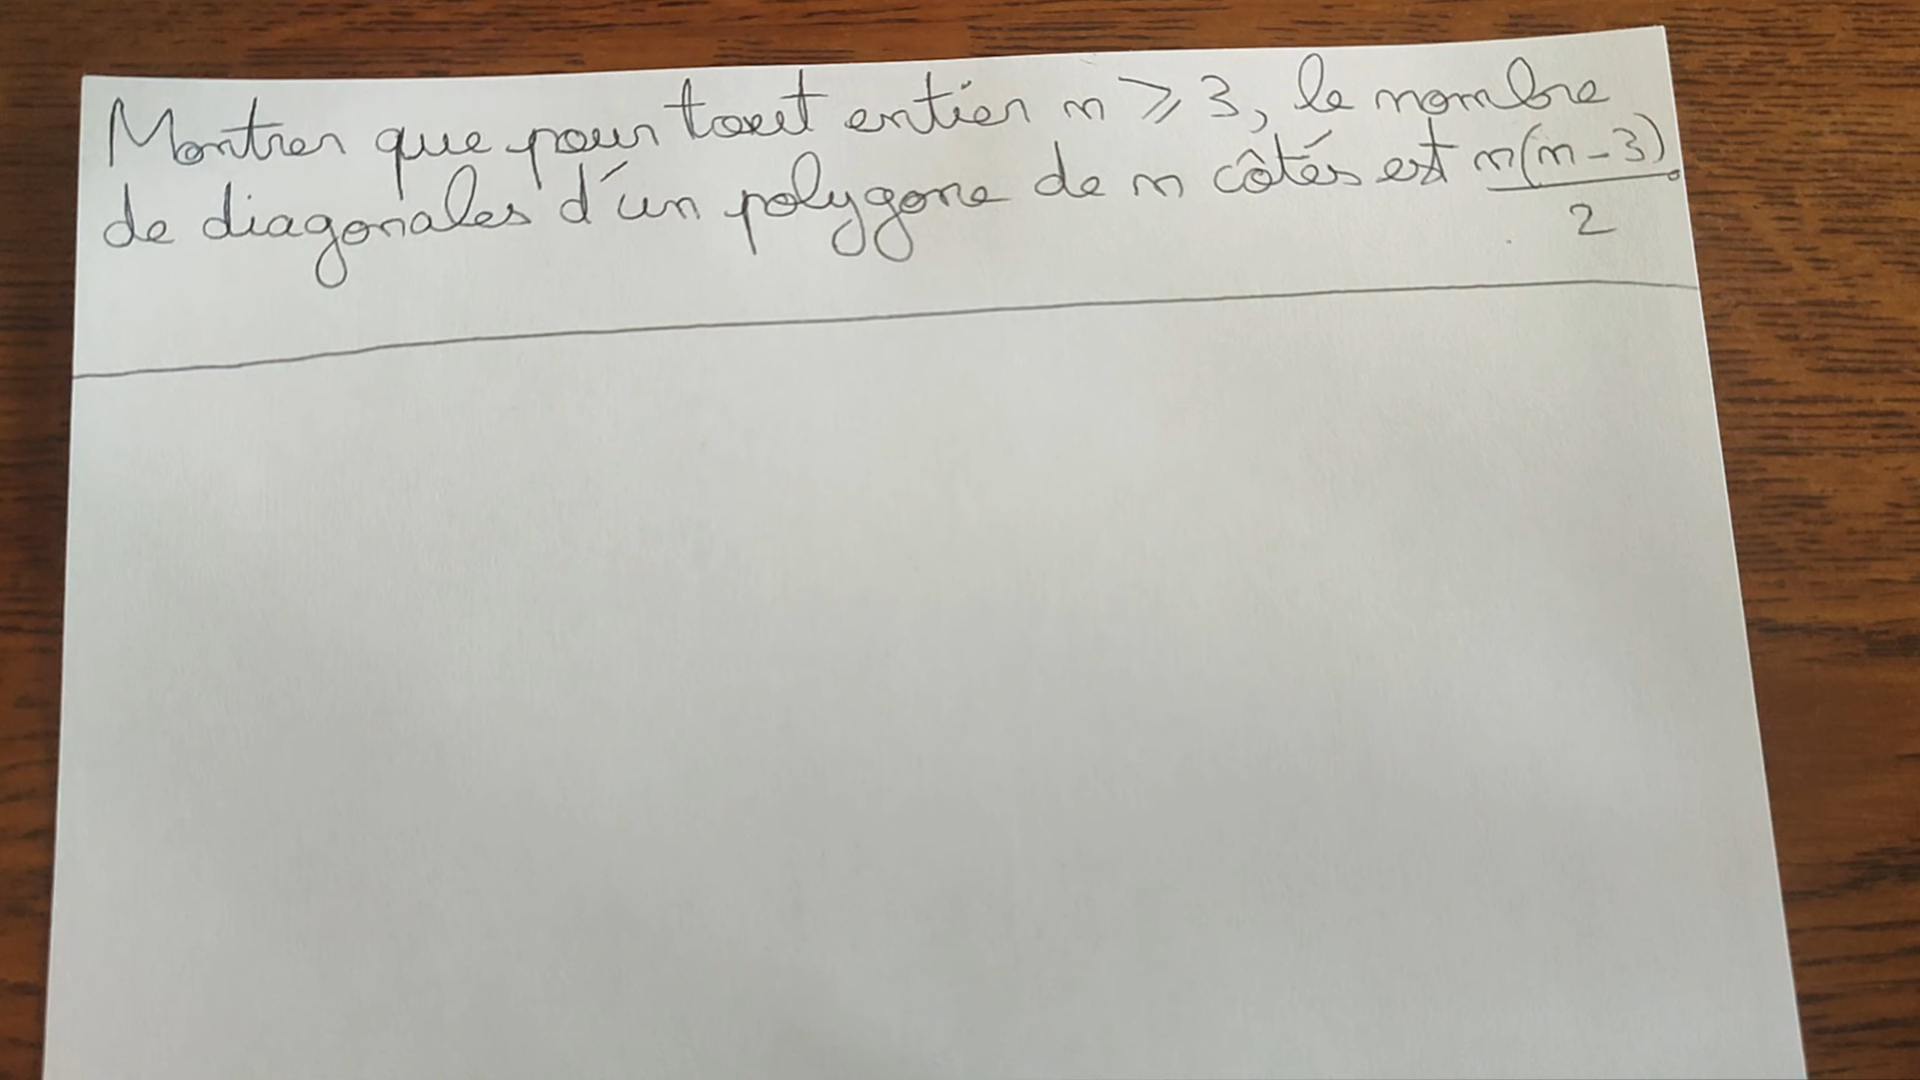 Montrer que pour tout entier n ⩾ 3, le nombre
de diagonales d'un polygone de n côtés est n(n-3)/2.